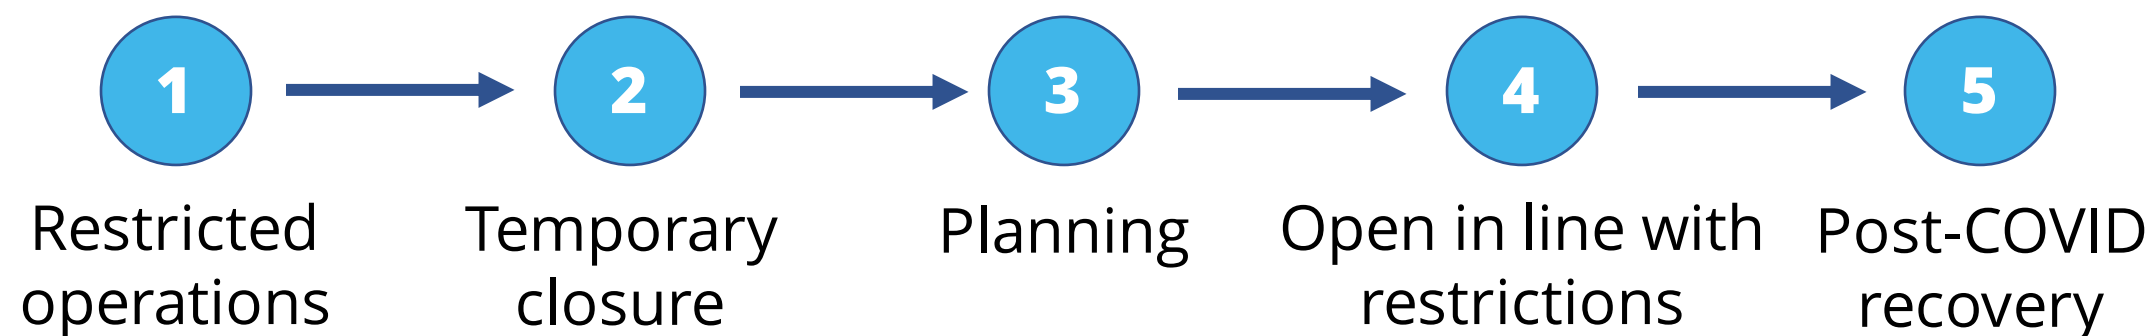 1
2
3
4
5
Restricted
operations
Temporary
closure
Planning
Open in line with
restrictions
Post-COVID
recovery